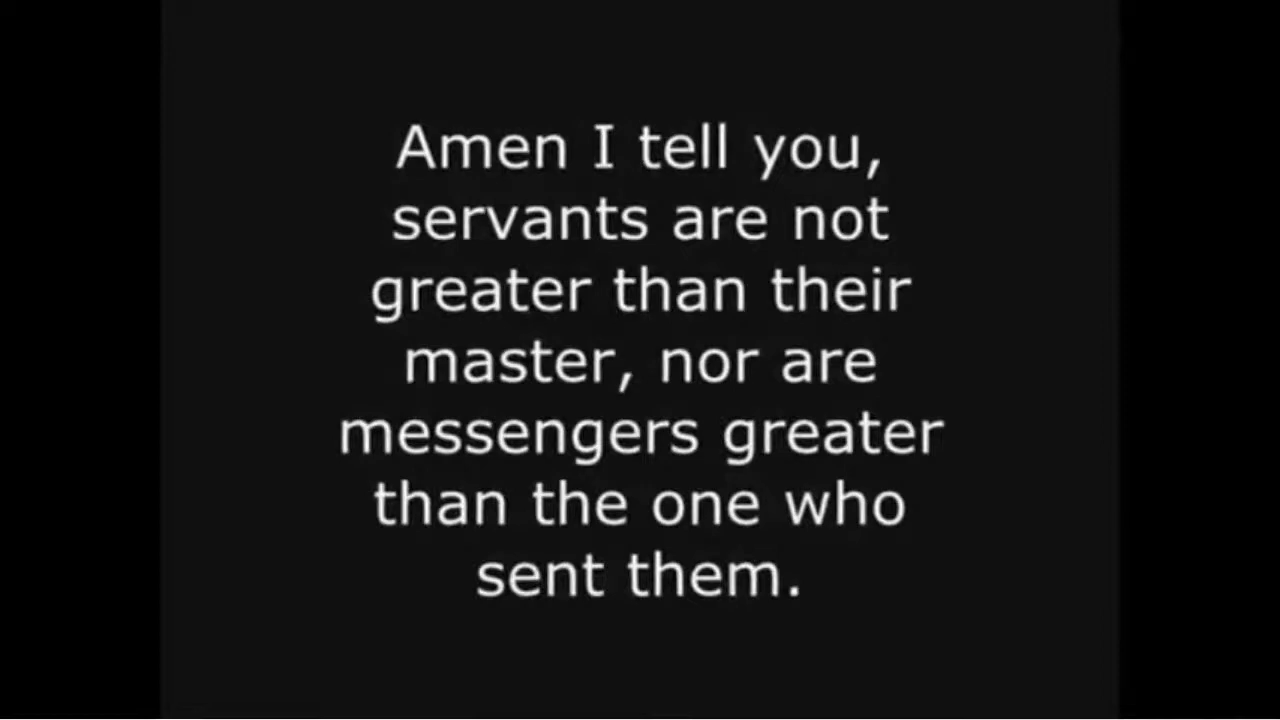 Amen I tell you,
servants are not
greater than their
master, nor are
messengers greater
than the one who
sent them.